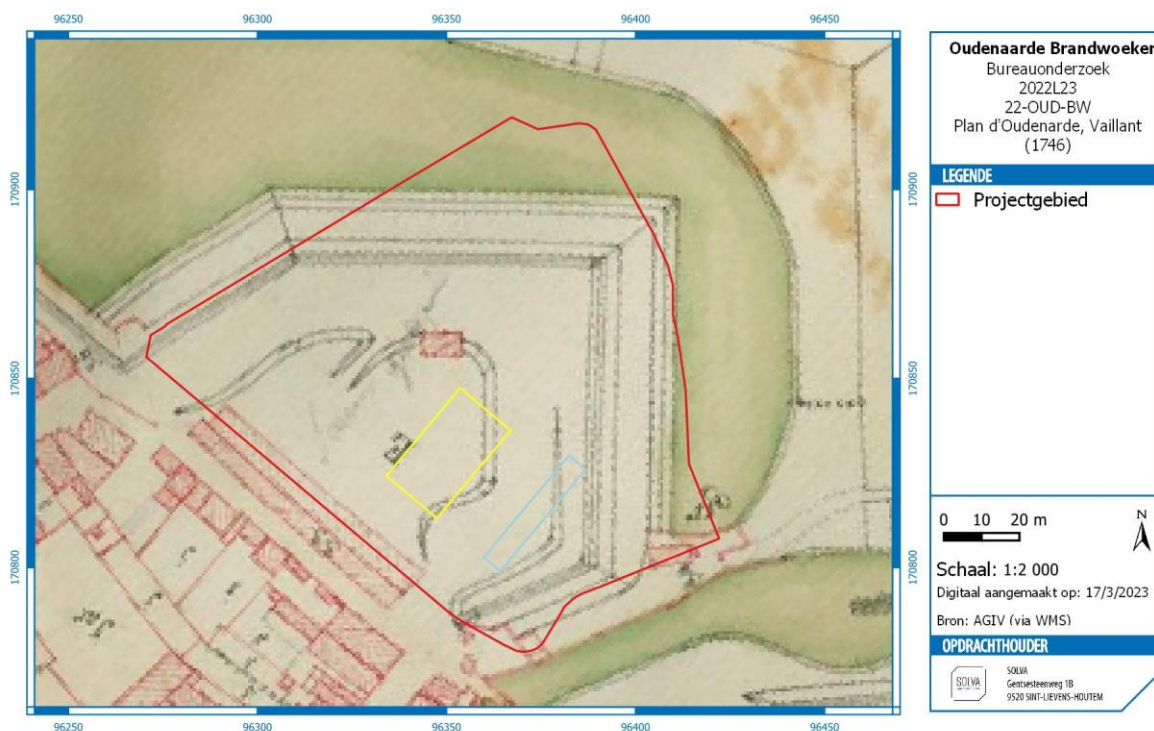 96250
96300
96350
96400
96450
170900
170850
170800
96250
96300
96350
96400
96450
170900
170850
170800
Oudenaarde Brandwoeker
Bureauonderzoek
2022L23
22-OUD-BW
Plan d'Oudenarde, Vaillant
(1746)
LEGENDE
Projectgebied
0 10 20 m
N
Schaal: 1:2 000
Digitaal aangemaakt op: 17/3/2023
Bron: AGIV (via WMS)
OPDRACHTHOUDER
SOLVA
SOLVA
Gentsesteenweg 1B
9520 SINT-LIEVENS-HOUTEM